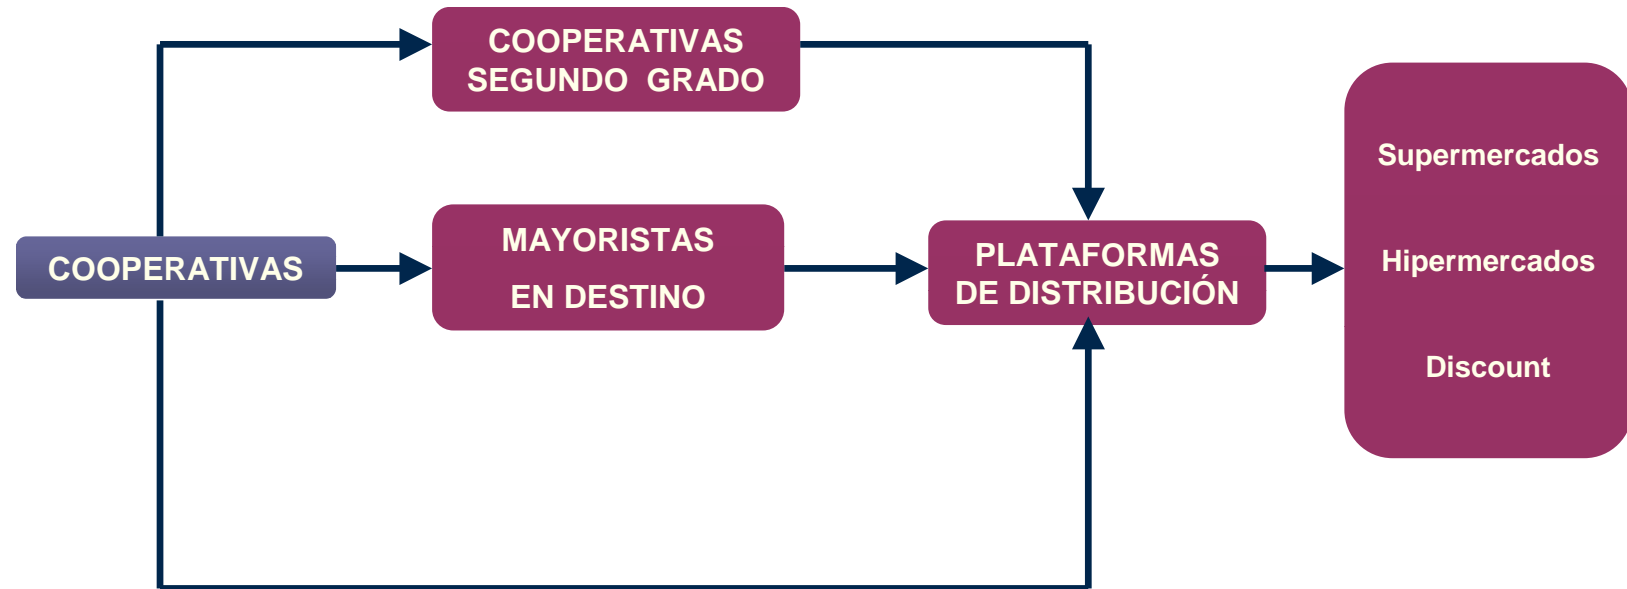 COOPERATIVAS
SEGUNDO GRADO
COOPERATIVAS
MAYORISTAS
EN DESTINO
PLATAFORMAS
DE DISTRIBUCIÓN
Supermercados
Hipermercados
Discount